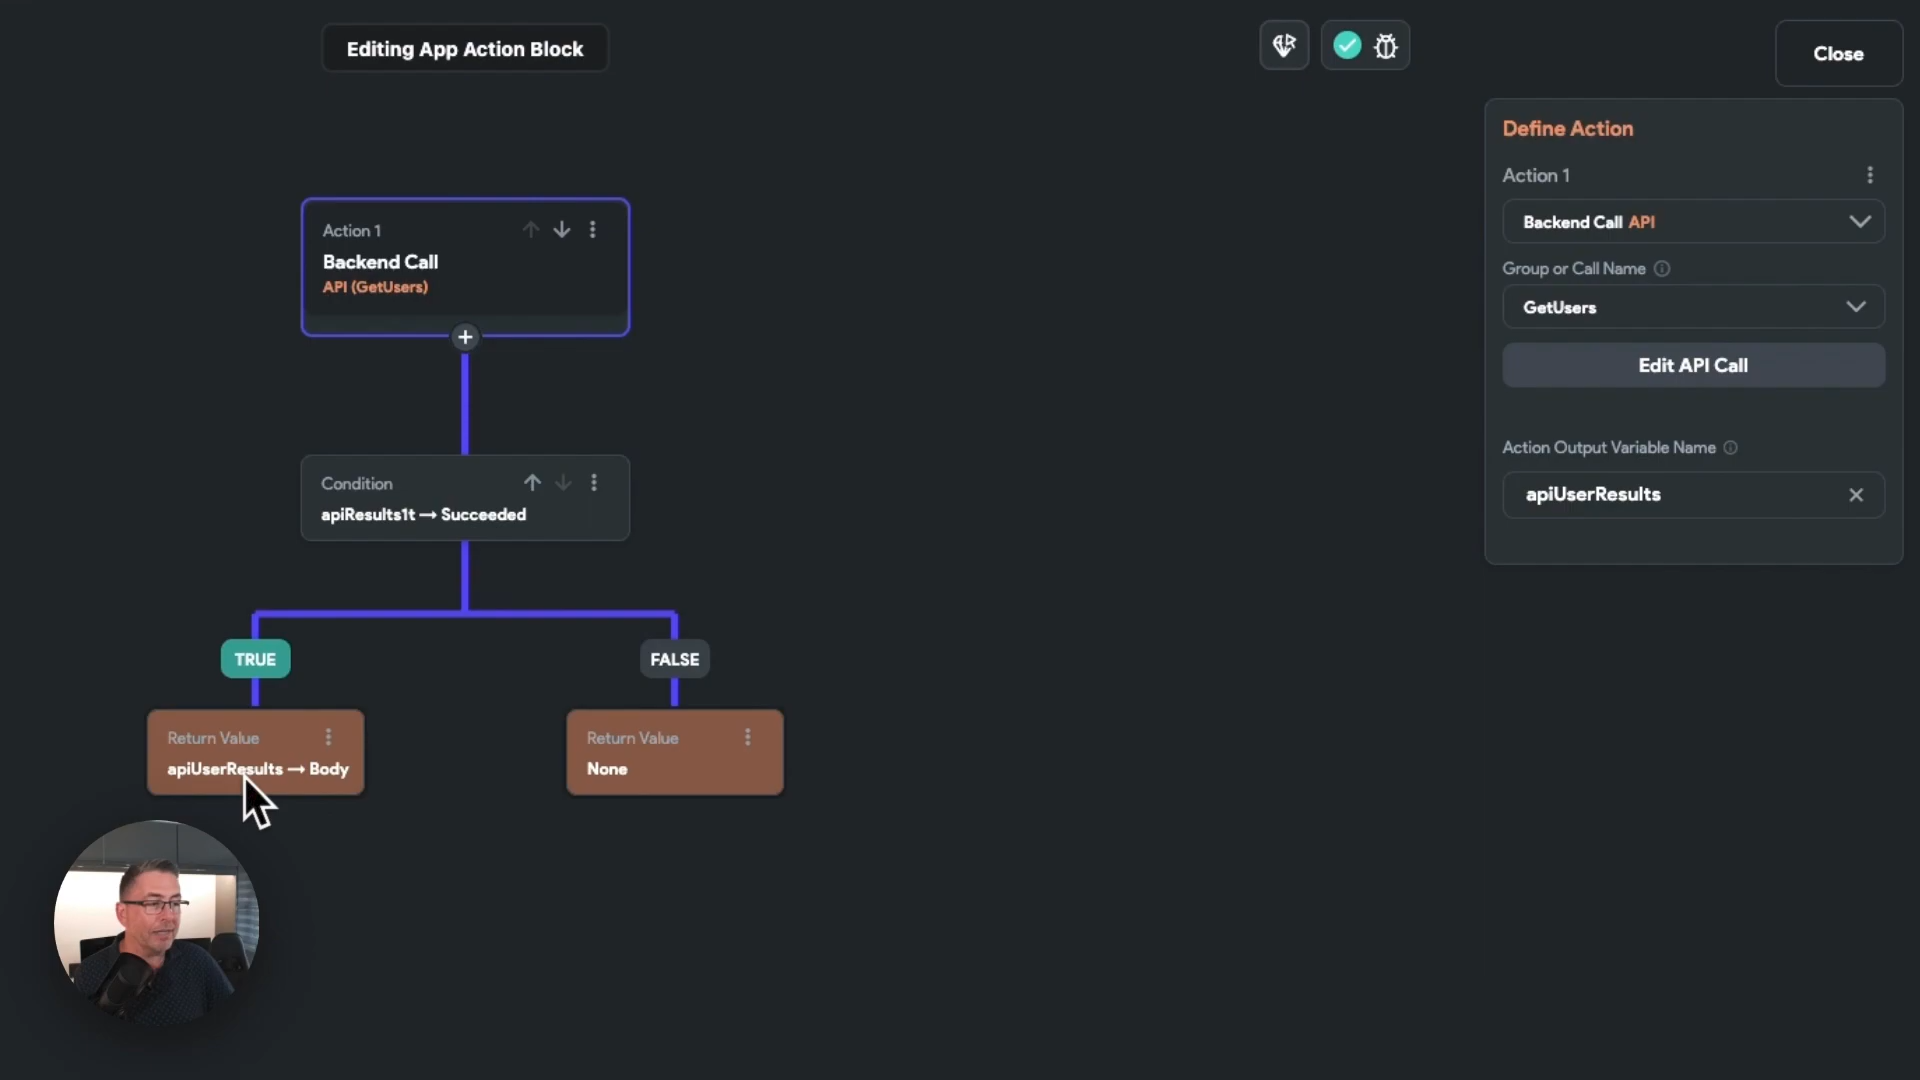 Editing App Action Block
Close
Define Action
Action 1
Backend Call API
Group or Call Name
GetUsers
Edit API Call
Action Output Variable Name
apiUserResults
Action 1
Backend Call
API (GetUsers)
Condition
apiResults1t → Succeeded
TRUE
FALSE
Return Value
apiUserResults → Body
Return Value
None